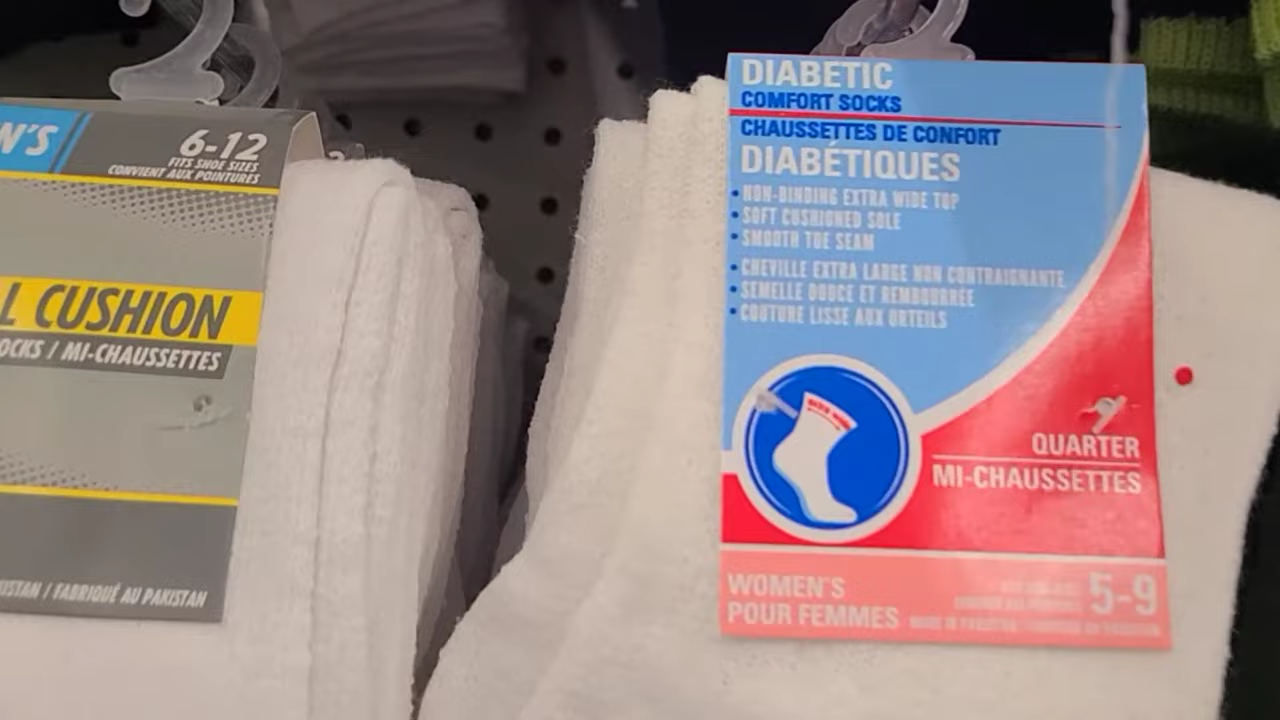 N'S
6-12
FITS SHOE SIZES
CONVIENT AUX POINTURES
L CUSHION
OCKS / MI-CHAUSSETTES
ISTAN / FABRIQUÉ AU PAKISTAN
DIABETIC
COMFORT SOCKS
CHAUSSETTES DE CONFORT
DIABÉTIQUES
• NON-BINDING EXTRA WIDE TOP
• SOFT CUSHIONED SOLE
• SMOOTH TOE SEAM
• CHEVILLE EXTRA LARGE NON CONTRAIGNANTE
• SEMELLE DOUCE ET REMBOURRÉE
• COUTURE LISSE AUX ORTEILS
QUARTER
MI-CHAUSSETTES
WOMEN'S
POUR FEMMES
5-9